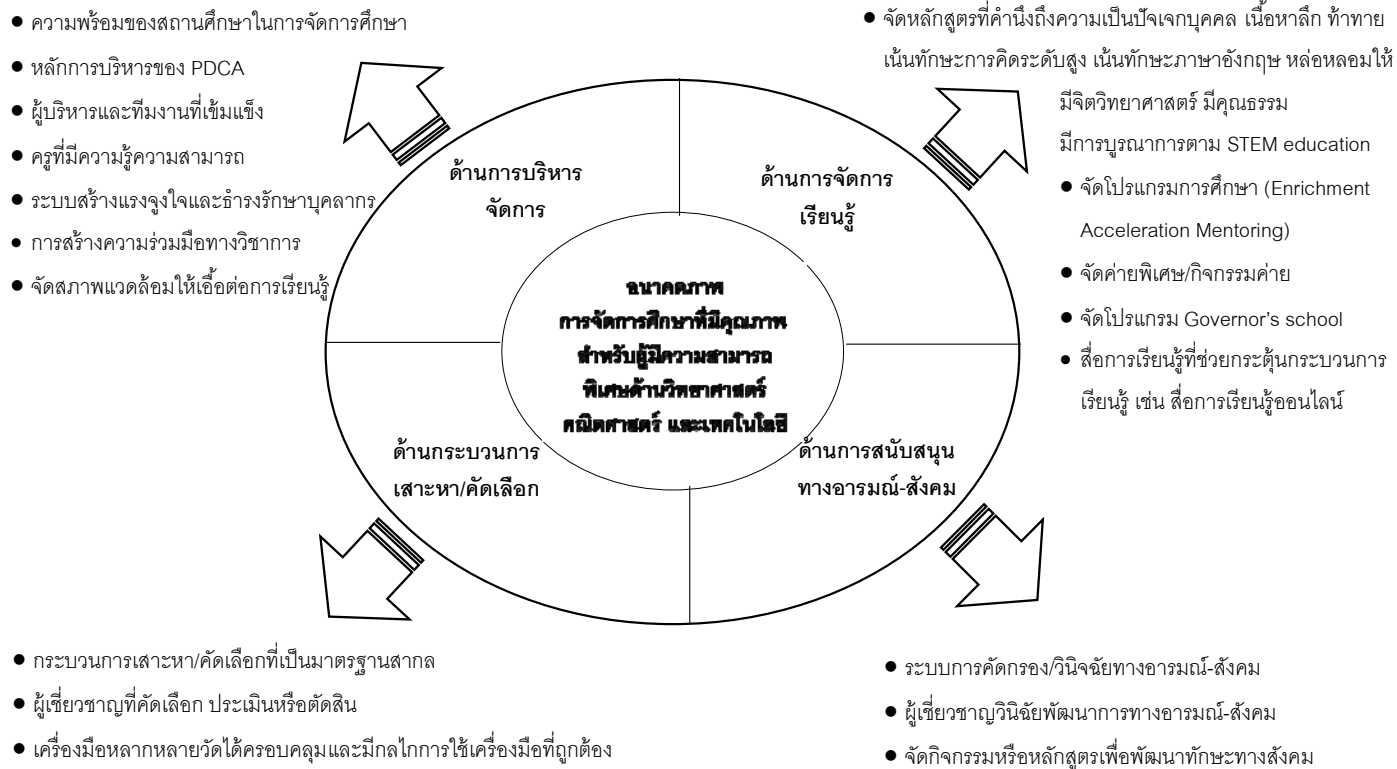 ● ความพร้อมของสถานศึกษาในการจัดการศึกษา
● หลักการบริหารของ PDCA
● ผู้บริหารและทีมงานที่เข้มแข็ง
● ครูที่มีความรู้ความสามารถ
● ระบบสร้างแรงจูงใจและธำรงรักษาบุคลากร
● การสร้างความร่วมมือทางวิชาการ
● จัดสภาพแวดล้อมให้เอื้อต่อการเรียนรู้
● จัดหลักสูตรที่คำนึงถึงความเป็นปัจเจกบุคคล เนื้อหาลึก ท้าทาย
เน้นทักษะการคิดระดับสูง เน้นทักษะภาษาอังกฤษ หล่อหลอมให้
มีจิตวิทยาศาสตร์ มีคุณธรรม
มีการบูรณาการตาม STEM education
● จัดโปรแกรมการศึกษา (Enrichment
Acceleration Mentoring)
● จัดค่ายพิเศษ/กิจกรรมค่าย
● จัดโปรแกรม Governor's school
● สื่อการเรียนรู้ที่ช่วยกระตุ้นกระบวนการ
เรียนรู้ เช่น สื่อการเรียนรู้ออนไลน์
ด้านการบริหาร
จัดการ
ด้านการจัดการ
เรียนรู้
อนาคตภาพ
การจัดการศึกษาที่มีคุณภาพ
สำหรับผู้มีความสามารถ
พิเศษด้านวิทยาศาสตร์
คณิตศาสตร์ และเทคโนโลยี
ด้านกระบวนการ
เสาะหา/คัดเลือก
ด้านการสนับสนุน
ทางอารมณ์-สังคม
● กระบวนการเสาะหา/คัดเลือกที่เป็นมาตรฐานสากล
● ผู้เชี่ยวชาญที่คัดเลือก ประเมินหรือตัดสิน
● เครื่องมือหลากหลายวัดได้ครอบคลุมและมีกลไกการใช้เครื่องมือที่ถูกต้อง
● ระบบการคัดกรอง/วินิจฉัยทางอารมณ์-สังคม
● ผู้เชี่ยวชาญวินิจัยพัฒนาการทางอารมณ์-สังคม
● จัดกิจกรรมหรือหลักสูตรเพื่อพัฒนาทักษะทางสังคม